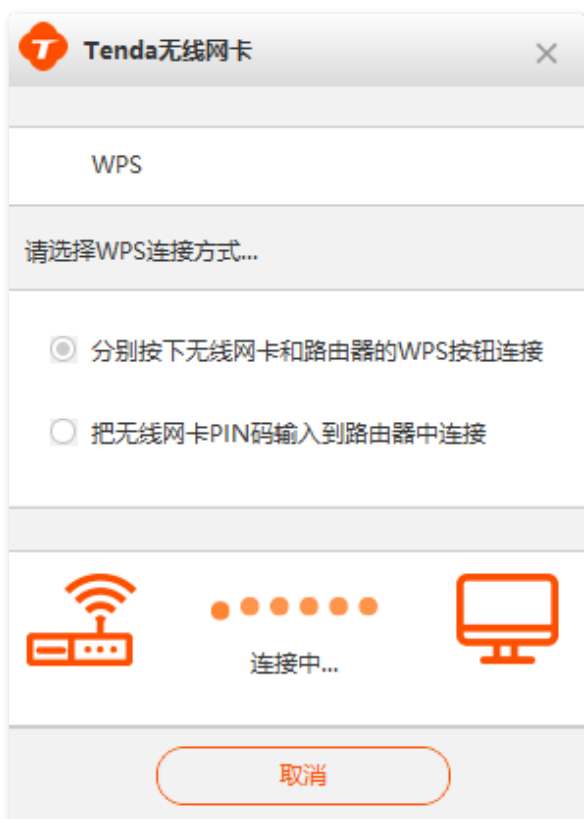 Tenda无线网卡
WPS
请选择WPS连接方式...
分别按下无线网卡和路由器的WPS按钮连接
把无线网卡PIN码输入到路由器中连接
连接中...
取消